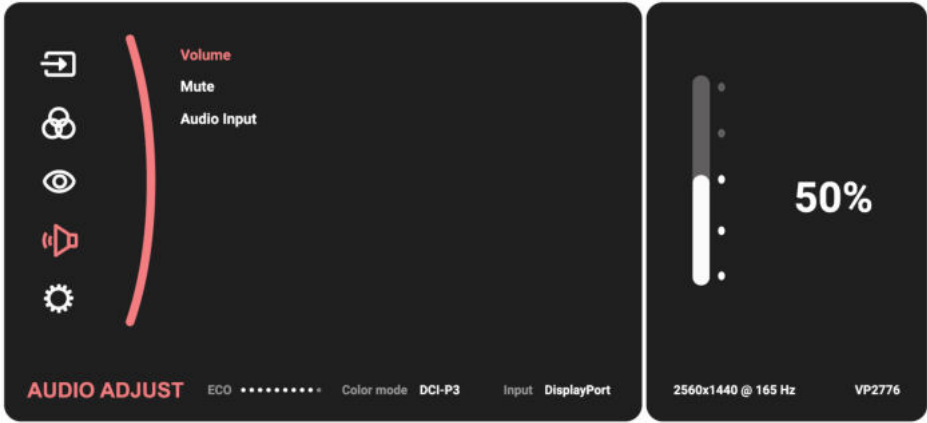 Volume
Mute
Audio Input
50%
AUDIO ADJUST ECO Color mode DCI-P3 Input DisplayPort 2560x1440 @ 165 Hz VP2776